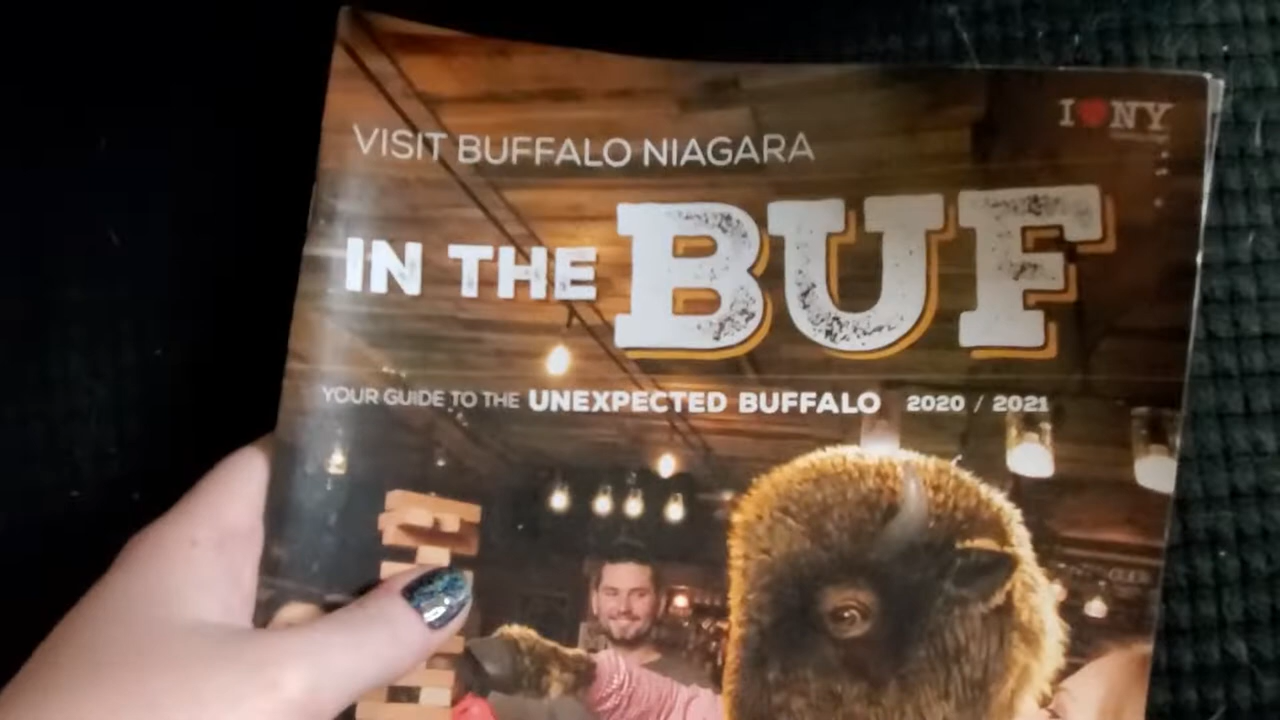 I ❤ NY
VISIT BUFFALO NIAGARA
IN THE BUF
YOUR GUIDE TO THE UNEXPECTED BUFFALO 2020 / 2021